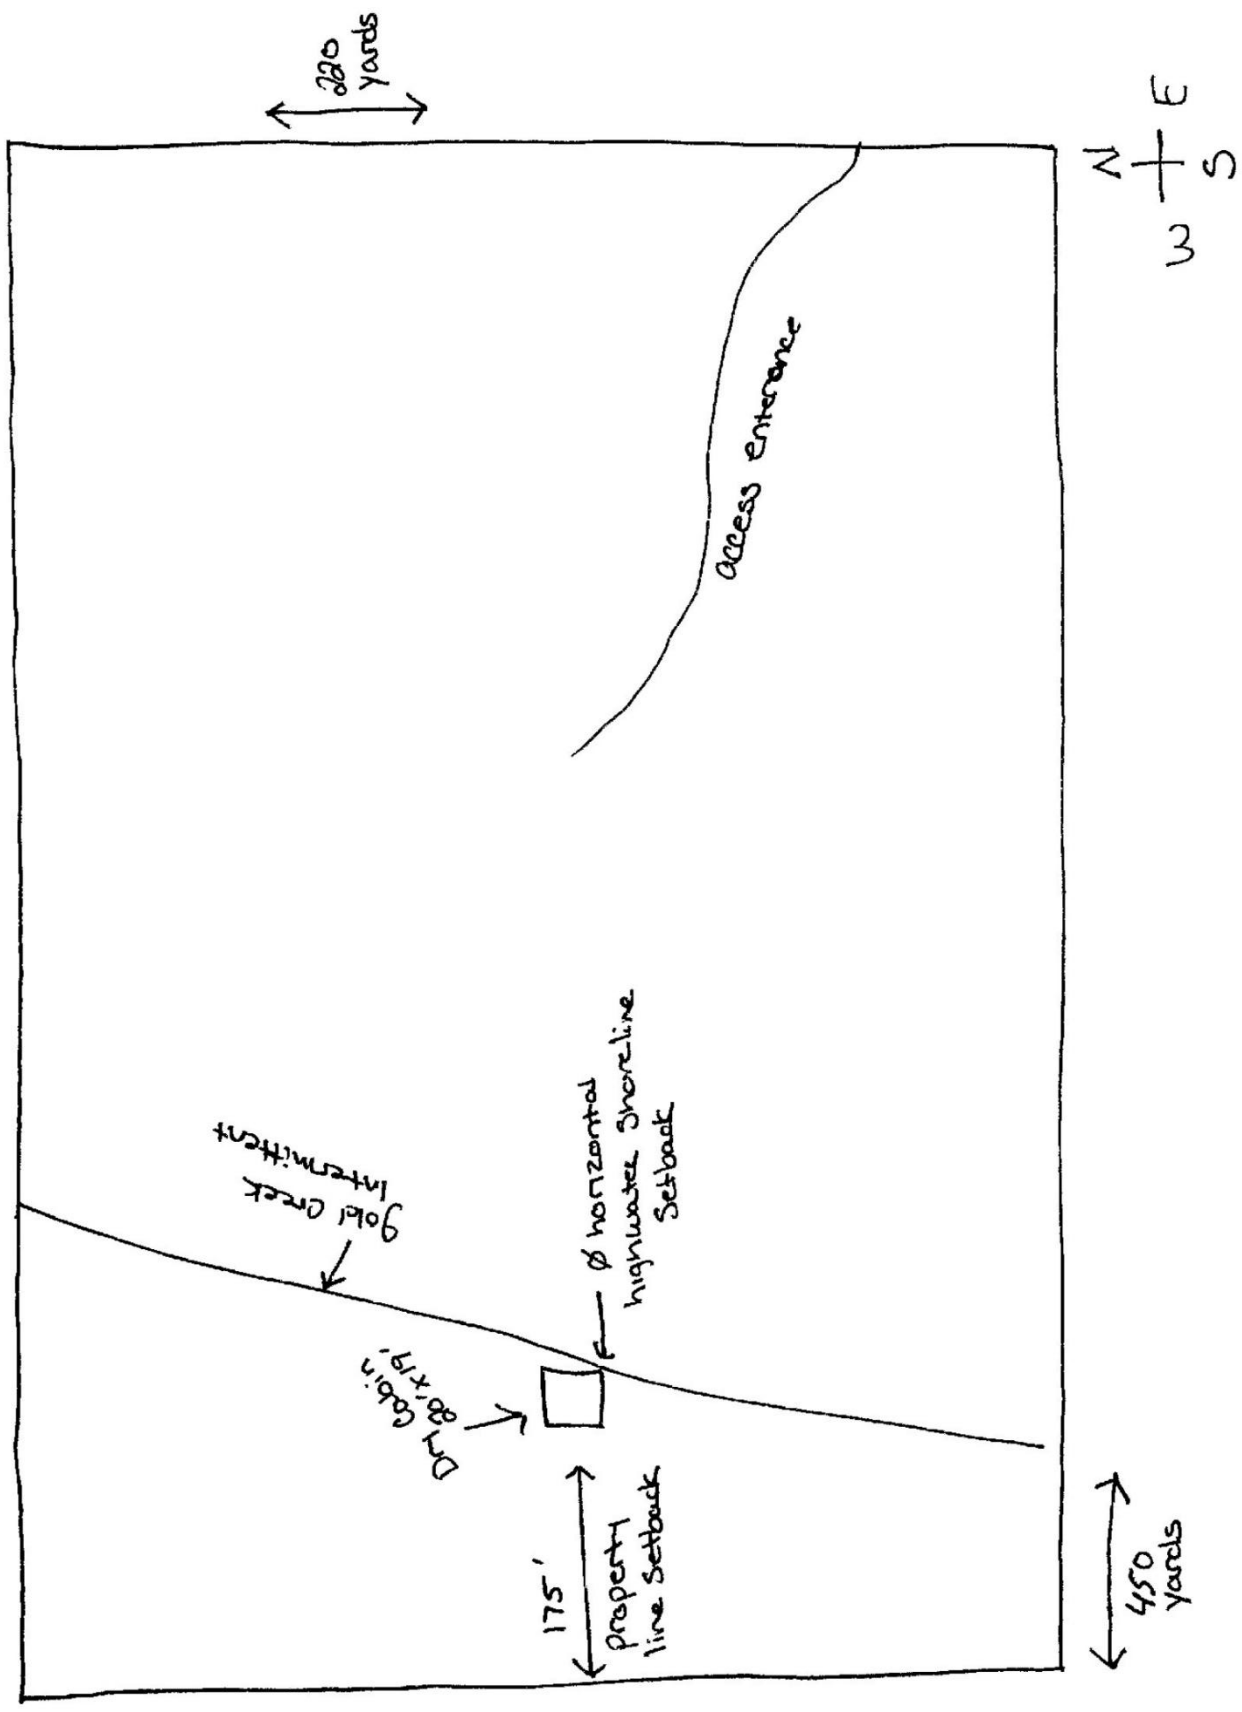 gold Creek
Intermittent
Dry Cabin
20'x19'
175'
property
line Setback
Ø horizontal
highwater Shoreline
Setback
access enterance
220
yards
450
yards
N
W
E
S